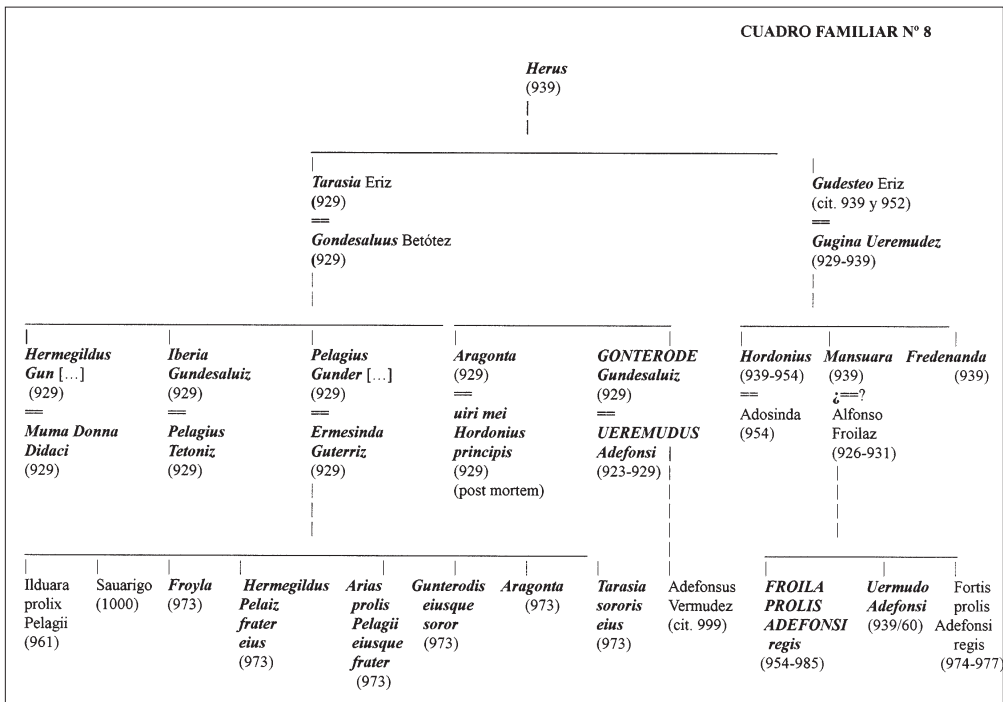 CUADRO FAMILIAR Nº 8
Herus
(939)
Tarasia Eriz
(929)
==
Gondesaluus Betótez
(929)
Gudesteo Eriz
(cit. 939 y 952)
==
Gugina Ueremudez
(929-939)
Hermegildus
Gun [...]
(929)
==
Muma Donna
Didaci
(929)
Iberia
Gundesaluiz
(929)
==
Pelagius
Tetoniz
(929)
Pelagius
Gunder [...]
(929)
==
Ermesinda
Guterriz
(929)
Aragonta
(929)
==
uiri mei
Hordonius
principis
(929)
(post mortem)
GONTERODE
Gundesaluiz
(929)
==
UEREMUDUS
Adefonsi
(923-929)
Hordonius
(939-954)
==
Adosinda
(954)
Mansuara
(939)
¿==?
Alfonso
Froilaz
(926-931)
Fredenanda
(939)
Ilduara
prolix
Pelagii
(961)
Sauarigo
(1000)
Froyla
(973)
Hermegildus
Pelaiz
frater
eius
(973)
Arias
prolis
Pelagii
eiusque
frater
(973)
Gunterodis
eiusque
soror
(973)
Aragonta
(973)
Tarasia
sororis
eius
(973)
Adefonsus
Vermudez
(cit. 999)
FROILA
PROLIS
ADEFONSI
regis
(954-985)
Uermudo
Adefonsi
(939/60)
Fortis
prolis
Adefonsi
regis
(974-977)